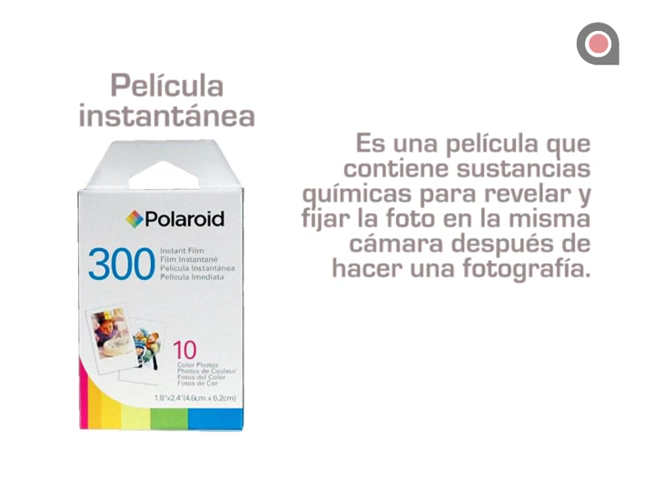 Película
instantánea
Es una película que
contiene sustancias
químicas para revelar y
fijar la foto en la misma
cámara después de
hacer una fotografía.
Polaroid
300
Instant Film
Film Instantané
Película Instantánea
Película Imediata
10
Color Photos
Photos de Couleur
Fotos del Color
Fotos de Cor
1.8"x2.4"(4.6cm x 6.2cm)